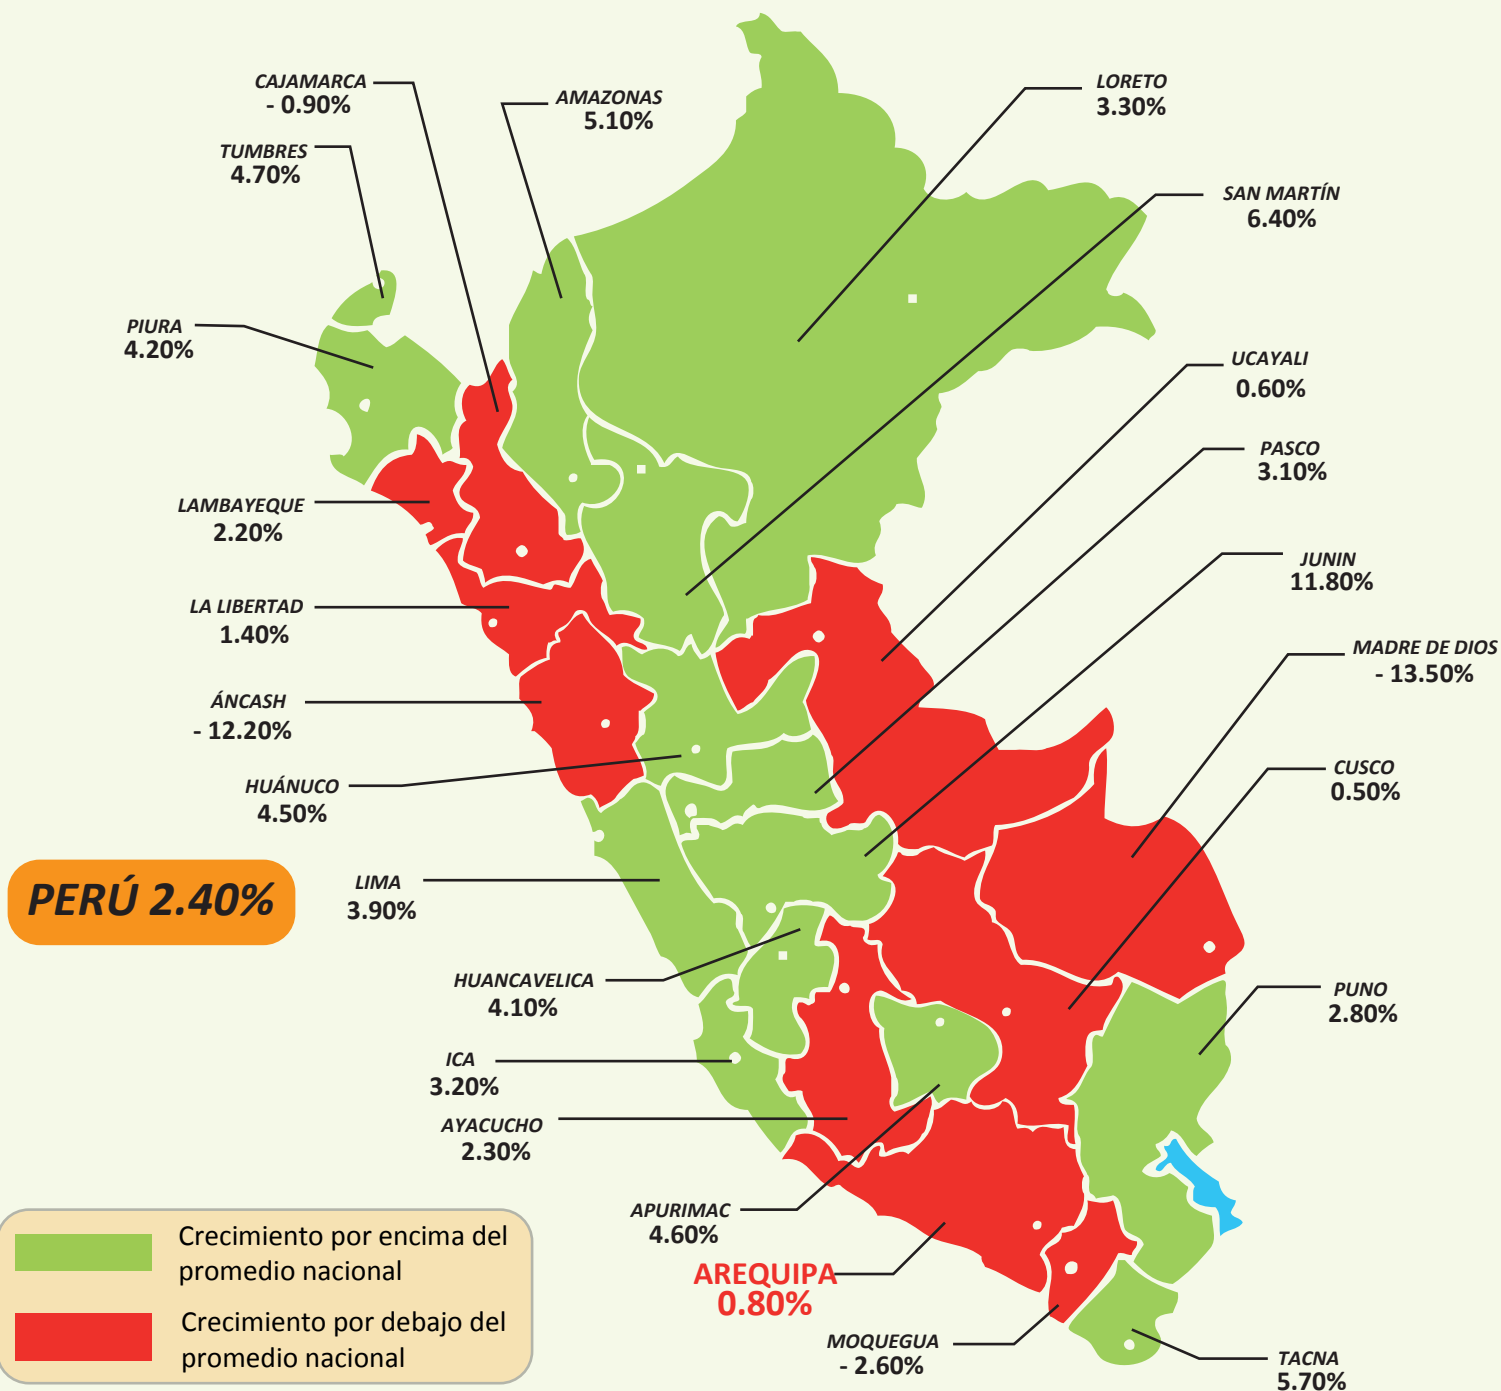 CAJAMARCA
- 0.90%
AMAZONAS
5.10%
LORETO
3.30%
TUMBRES
4.70%
SAN MARTÍN
6.40%
PIURA
4.20%
UCAYALI
0.60%
PASCO
3.10%
LAMBAYEQUE
2.20%
JUNIN
11.80%
LA LIBERTAD
1.40%
MADRE DE DIOS
- 13.50%
ÁNCASH
- 12.20%
HUÁNUCO
4.50%
CUSCO
0.50%
PERÚ 2.40%
LIMA
3.90%
HUANCAVELICA
4.10%
PUNO
2.80%
ICA
3.20%
AYACUCHO
2.30%
APURIMAC
4.60%
AREQUIPA
0.80%
MOQUEGUA
- 2.60%
TACNA
5.70%
Crecimiento por encima del
promedio nacional
Crecimiento por debajo del
promedio nacional